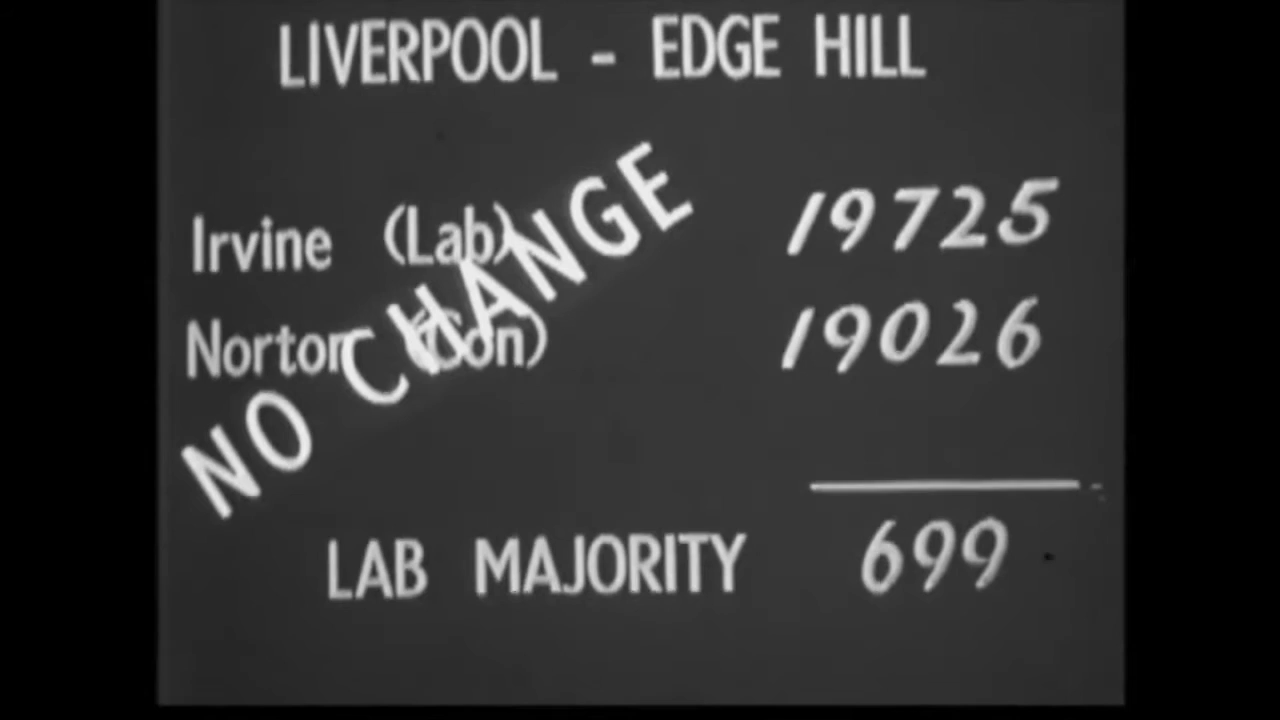 LIVERPOOL - EDGE HILL
Irvine (Lab) 19725
Norton (Con) 19026
NO CHANGE
LAB MAJORITY 699